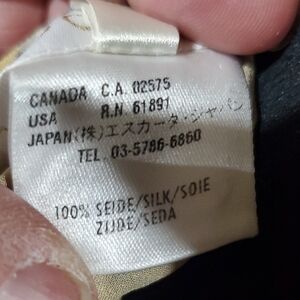 CANADA C.A. 02575
USA R.N. 61891
JAPAN(株)エスカーダ・ジャパン
TEL. 03-5786-6860
100% SEIDE/SILK/SOIE
ZIJDE/SEDA